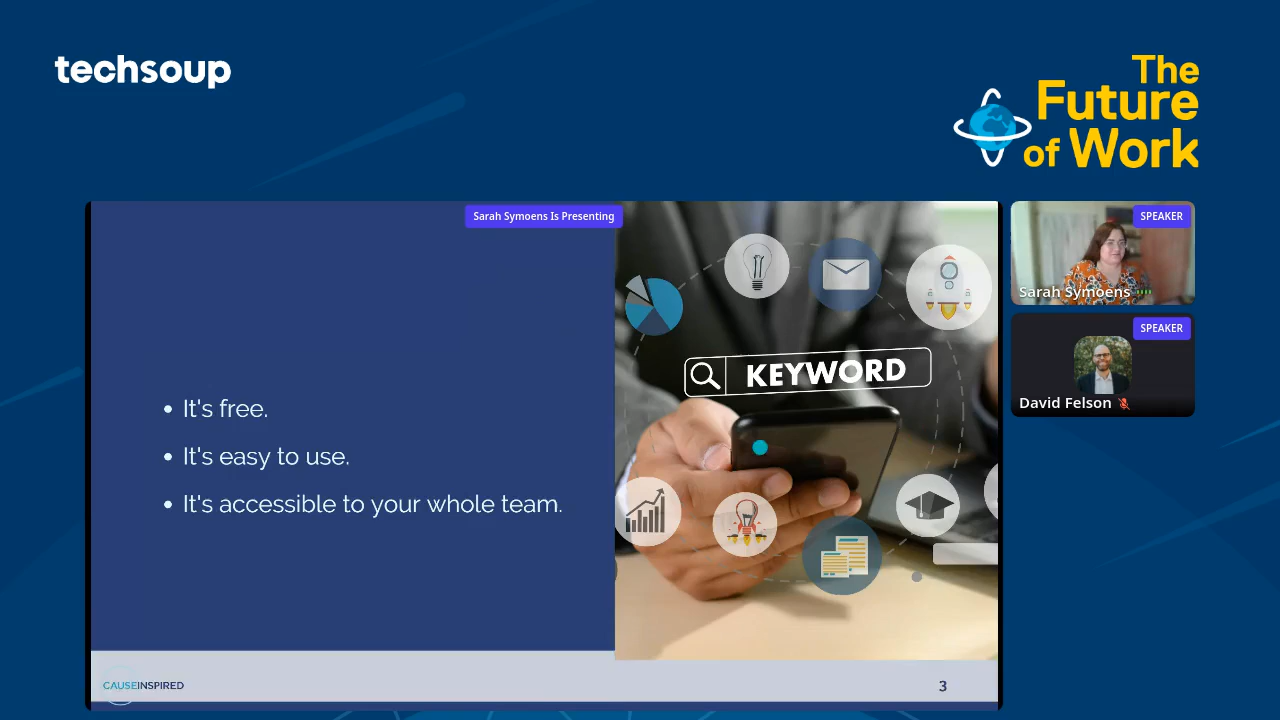 techsoup
The
Future
of Work
Sarah Symoens Is Presenting
SPEAKER
Sarah Symoens
SPEAKER
David Felson
KEYWORD
It's free.
It's easy to use.
It's accessible to your whole team.
CAUSEINSPIRED
3